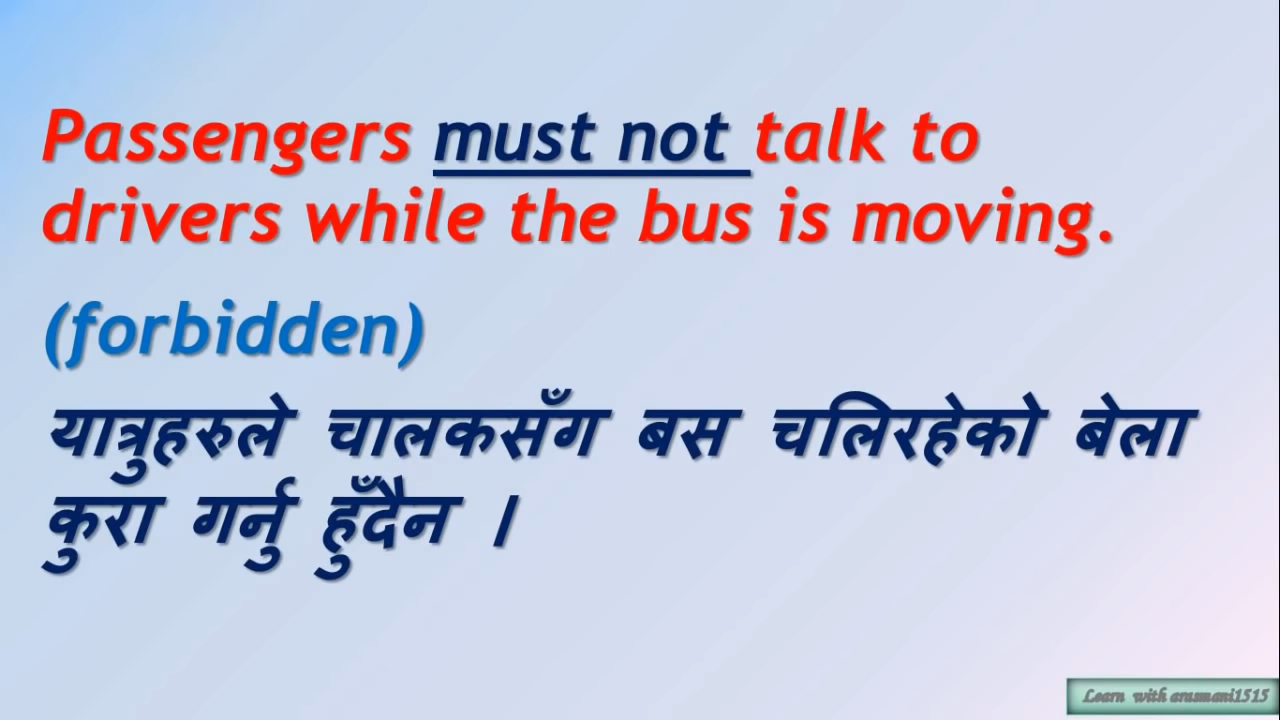 Passengers must not talk to
drivers while the bus is moving.
(forbidden)
यात्रुहरुले चालकसँग बस चलिरहेको बेला
कुरा गर्नु हुँदैन ।
Learn with arusmani1515